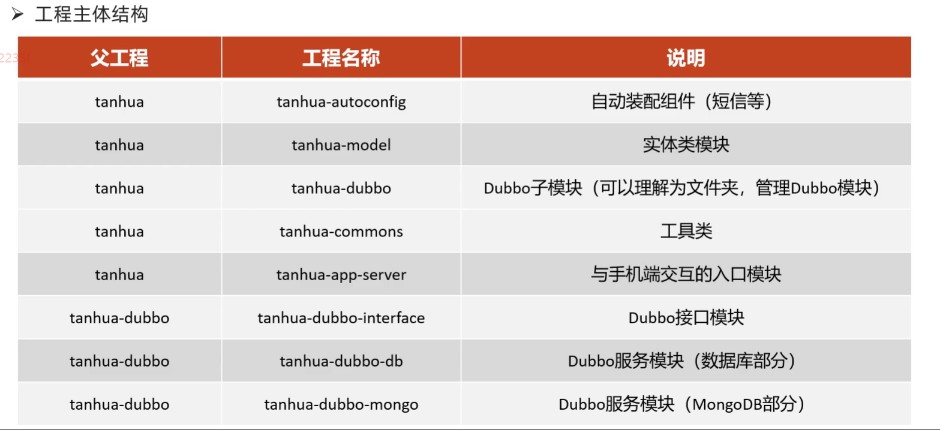 ➤ 工程主体结构
父工程 工程名称 说明
tanhua tanhua-autoconfig 自动装配组件（短信等）
tanhua tanhua-model 实体类模块
tanhua tanhua-dubbo Dubbo子模块（可以理解为文件夹，管理Dubbo模块）
tanhua tanhua-commons 工具类
tanhua tanhua-app-server 与手机端交互的入口模块
tanhua-dubbo tanhua-dubbo-interface Dubbo接口模块
tanhua-dubbo tanhua-dubbo-db Dubbo服务模块（数据库部分）
tanhua-dubbo tanhua-dubbo-mongo Dubbo服务模块（MongoDB部分）